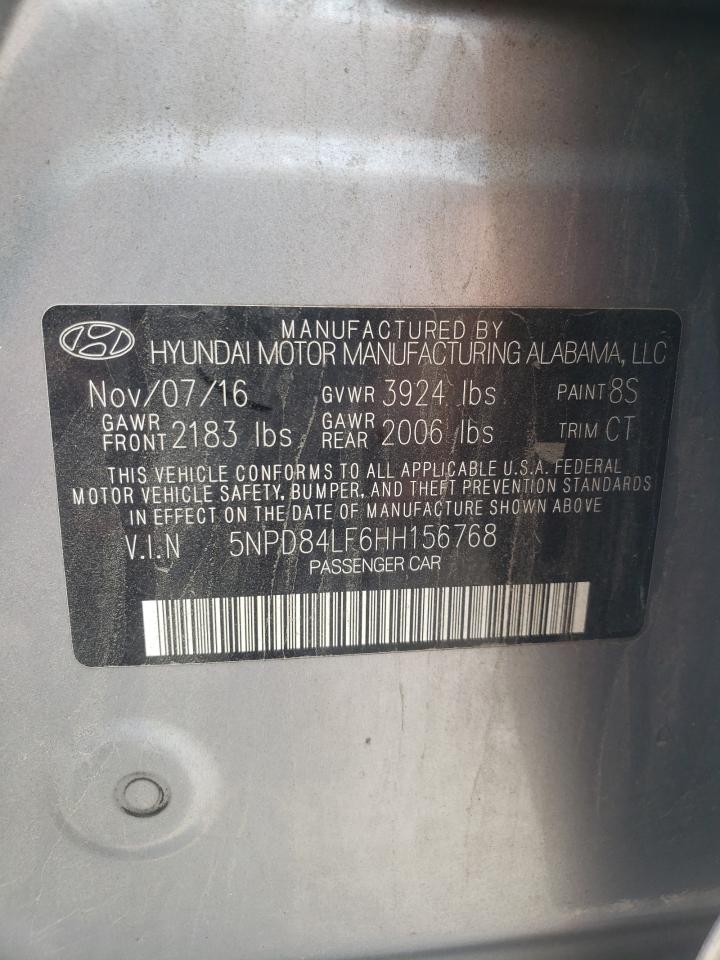 MANUFACTURED BY
HYUNDAI MOTOR MANUFACTURING ALABAMA, LLC
Nov/07/16 GVWR 3924 lbs PAINT 8S
GAWR FRONT 2183 lbs GAWR REAR 2006 lbs TRIM CT
THIS VEHICLE CONFORMS TO ALL APPLICABLE U.S.A. FEDERAL
MOTOR VEHICLE SAFETY, BUMPER, AND THEFT PREVENTION STANDARDS
IN EFFECT ON THE DATE OF MANUFACTURE SHOWN ABOVE
V.I.N 5NPD84LF6HH156768
PASSENGER CAR